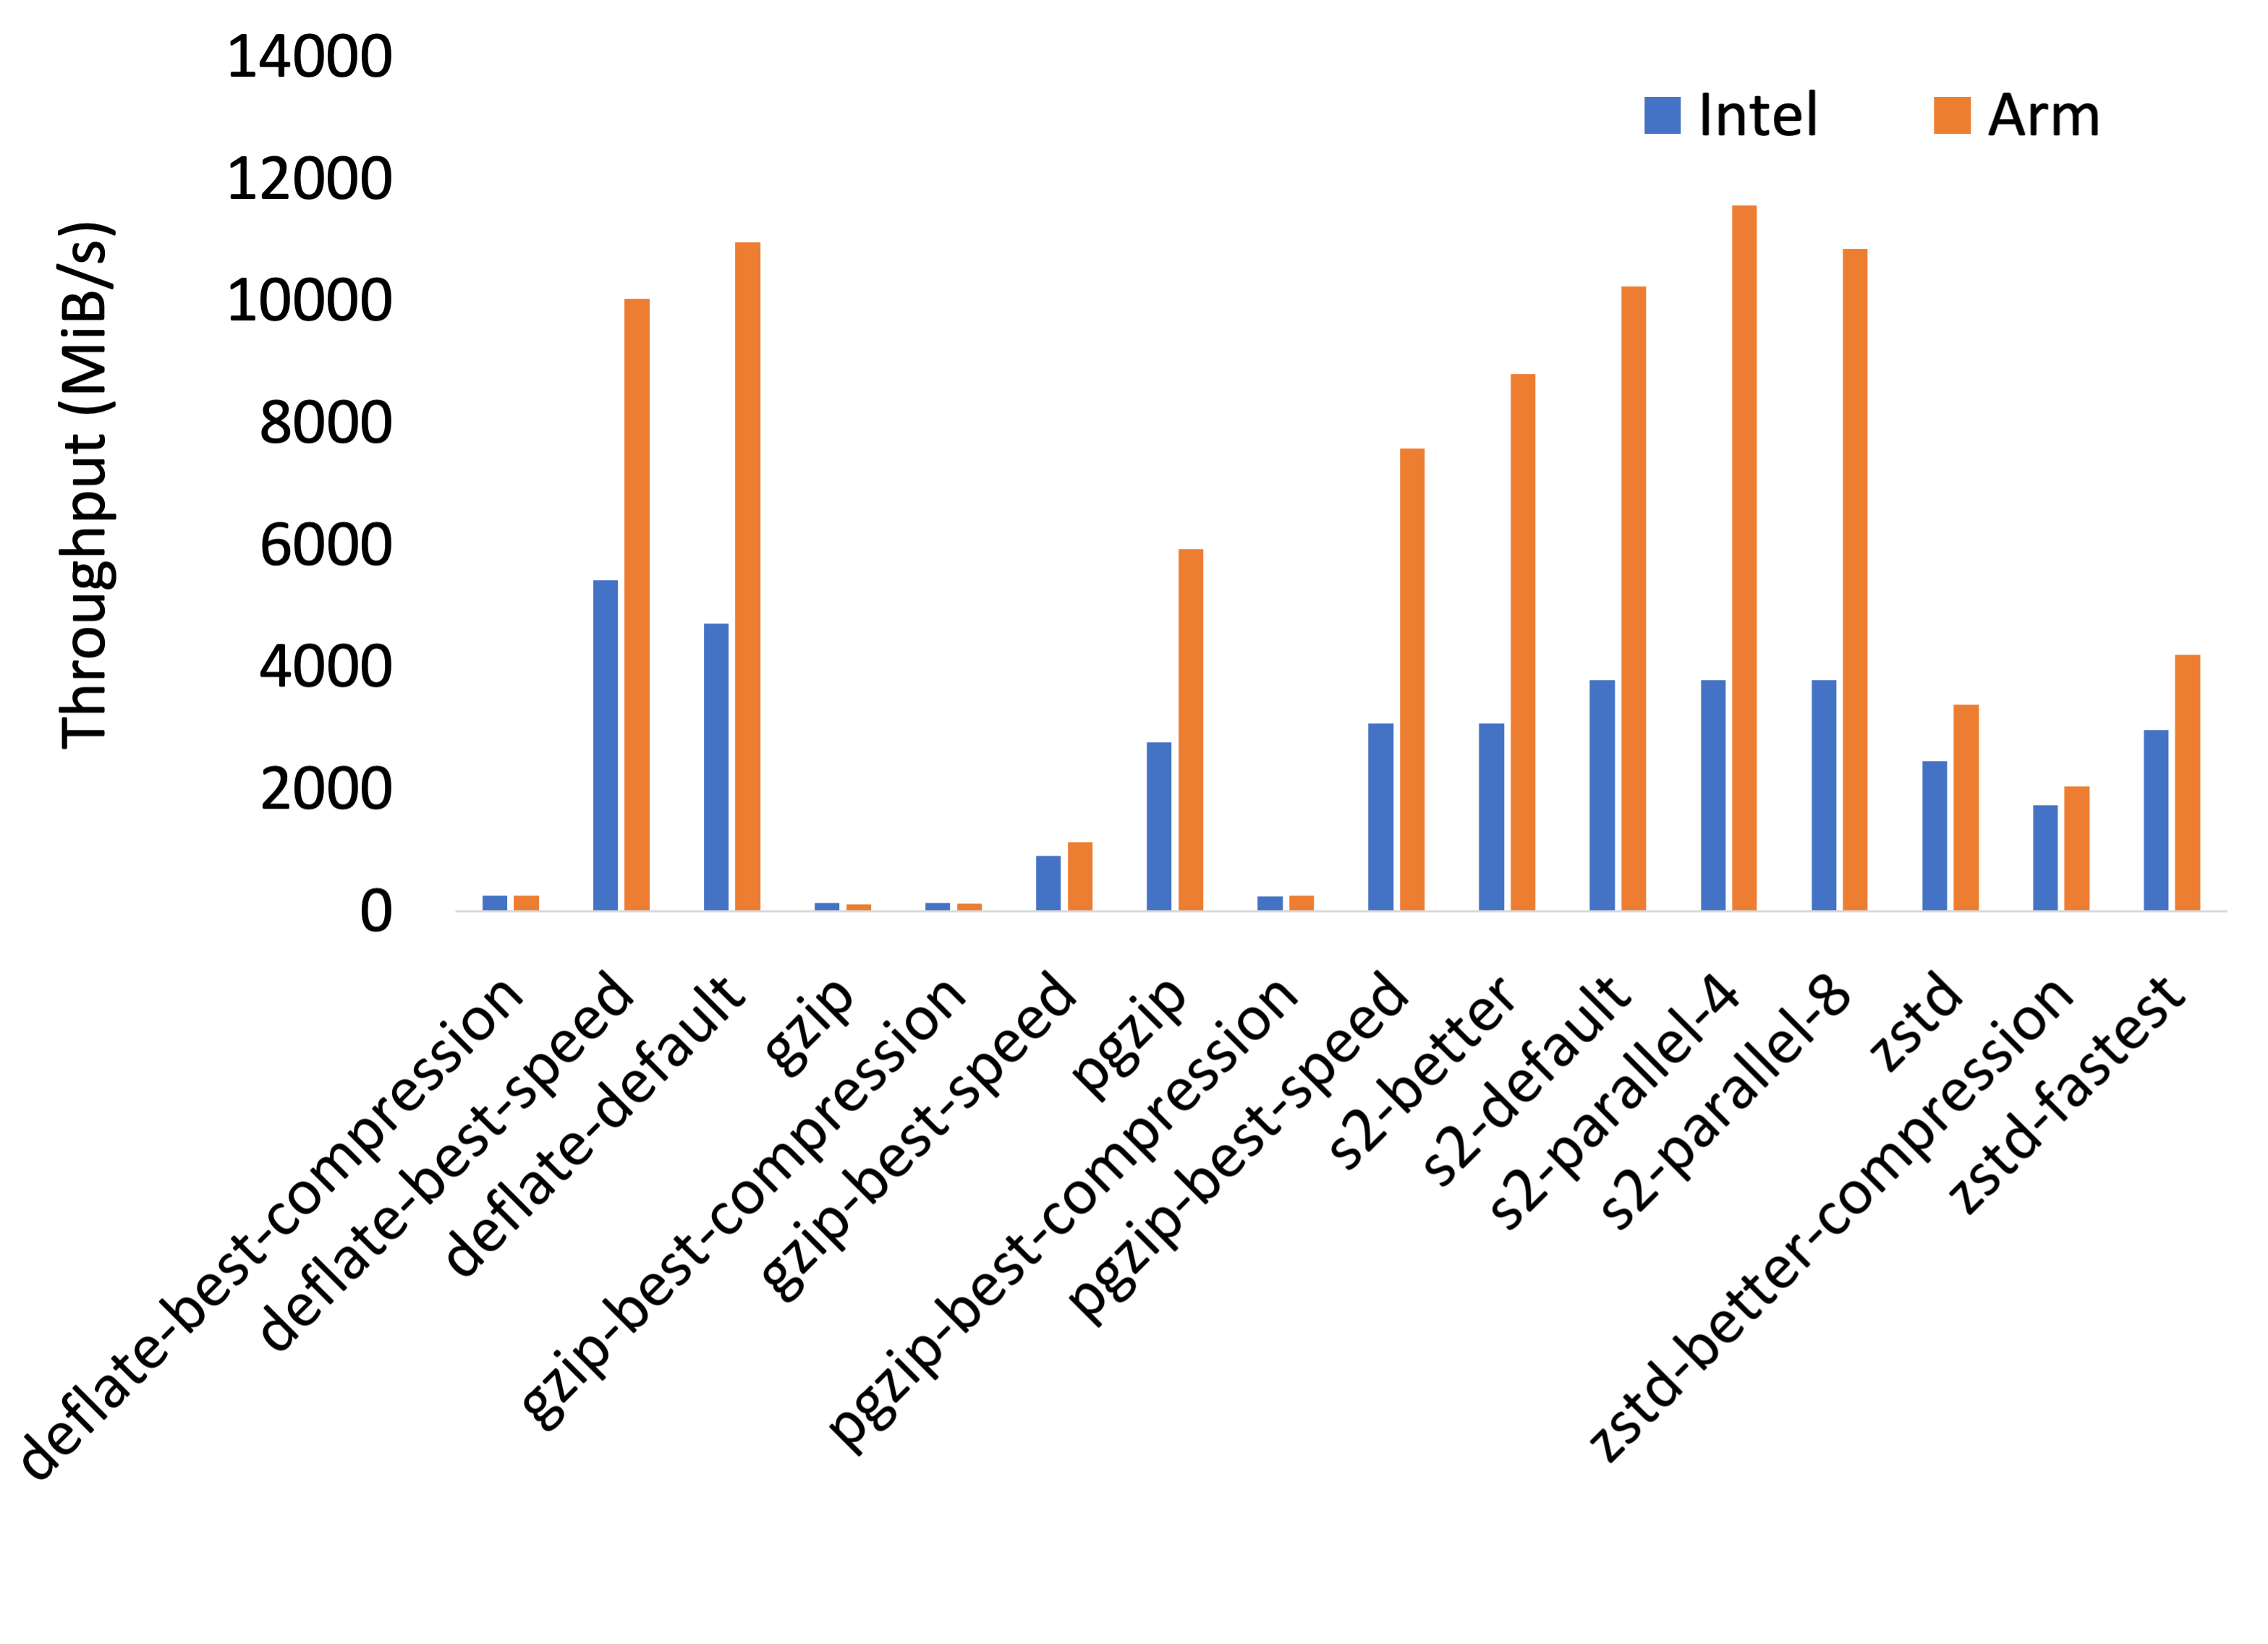 Throughput (MiB/s)
14000
12000
10000
8000
6000
4000
2000
0
Intel
Arm
deflate-best-compression
deflate-best-speed
deflate-default
gzip
gzip-best-compression
gzip-best-speed
pgzip
pgzip-best-compression
pgzip-best-speed
s2-better
s2-default
s2-parallel-4
s2-parallel-8
zstd
zstd-better-compression
zstd-fastest